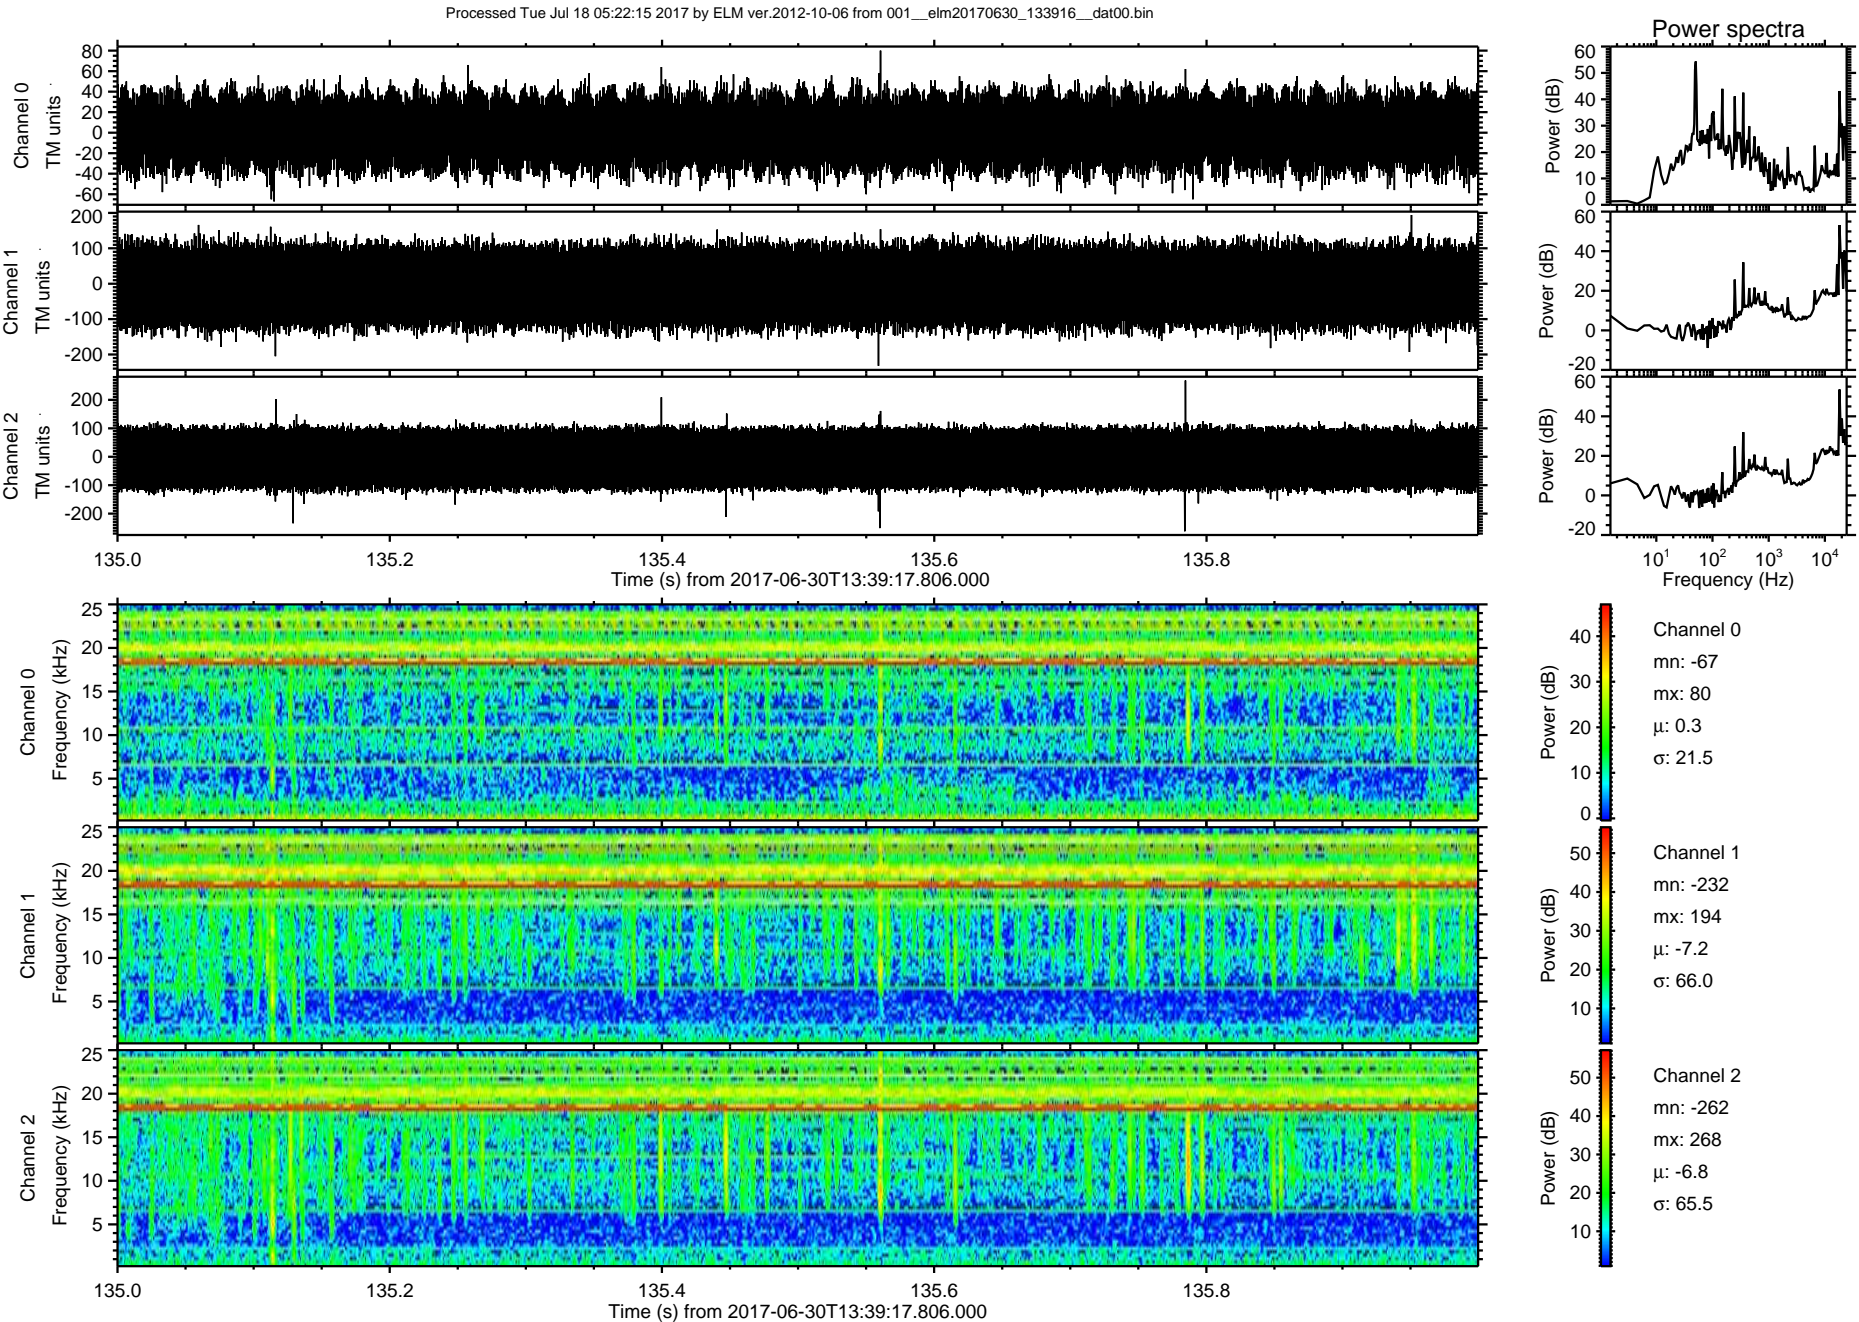 Processed Tue Jul 18 05:22:15 2017 by ELM ver.2012-10-06 from 001__elm20170630_133916__dat00.bin
Power spectra
Channel 0
TM units
80
60
40
20
0
-20
-40
-60
Power (dB)
60
50
40
30
20
10
0
Channel 1
TM units
200
100
0
-100
-200
Power (dB)
60
40
20
0
-20
Channel 2
TM units
200
100
0
-100
-200
Power (dB)
60
40
20
0
-20
135.0 135.2 135.4 135.6 135.8
Time (s) from 2017-06-30T13:39:17.806.000
10^1 10^2 10^3 10^4
Frequency (Hz)
Channel 0
Frequency (kHz)
25
20
15
10
5
Power (dB)
40
30
20
10
0
Channel 0
mn: -67
mx: 80
μ: 0.3
σ: 21.5
Channel 1
Frequency (kHz)
25
20
15
10
5
Power (dB)
50
40
30
20
10
Channel 1
mn: -232
mx: 194
μ: -7.2
σ: 66.0
Channel 2
Frequency (kHz)
25
20
15
10
5
Power (dB)
50
40
30
20
10
Channel 2
mn: -262
mx: 268
μ: -6.8
σ: 65.5
135.0 135.2 135.4 135.6 135.8
Time (s) from 2017-06-30T13:39:17.806.000